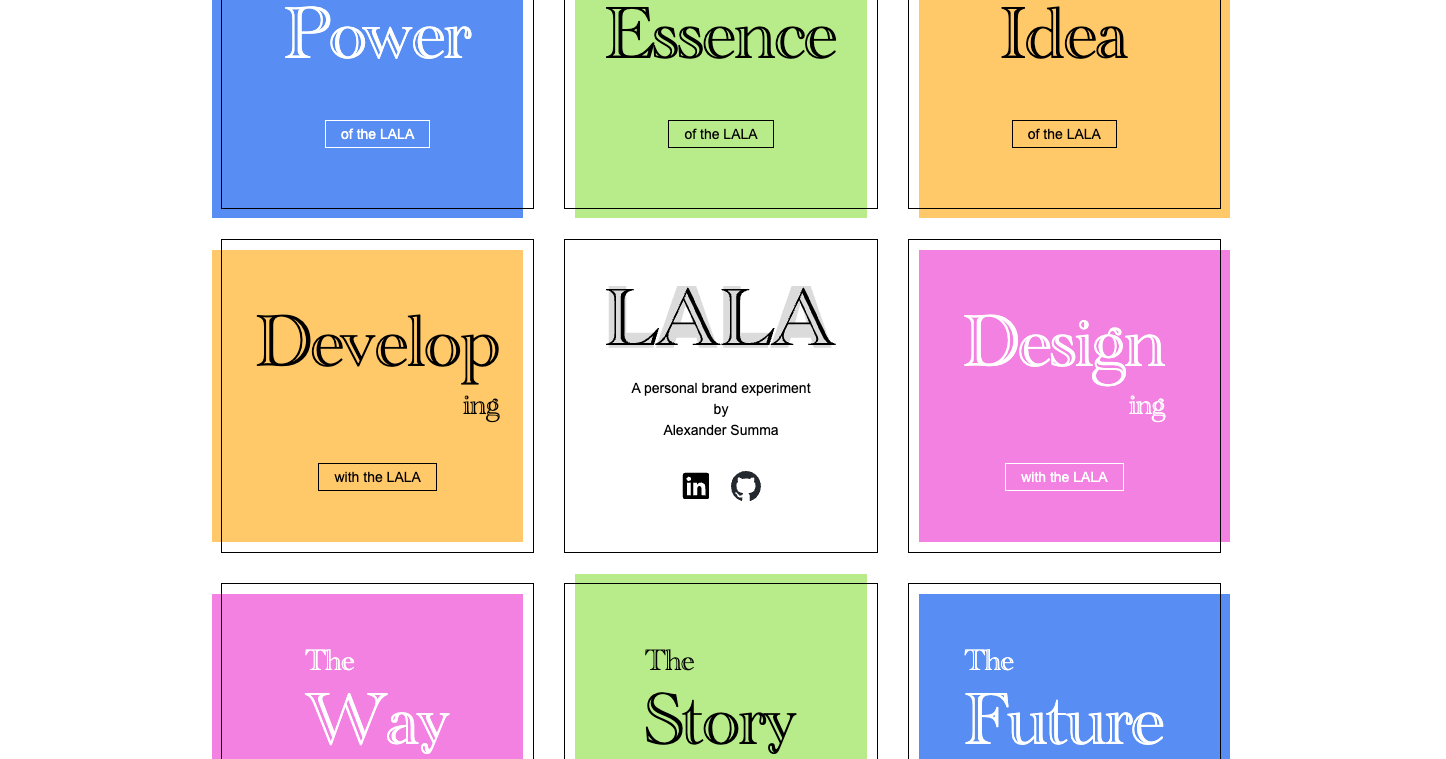 Power
of the LALA
Essence
of the LALA
Idea
of the LALA
Develop
ing
with the LALA
LALA
A personal brand experiment
by
Alexander Summa
in
Design
ing
with the LALA
The
Way
The
Story
The
Future